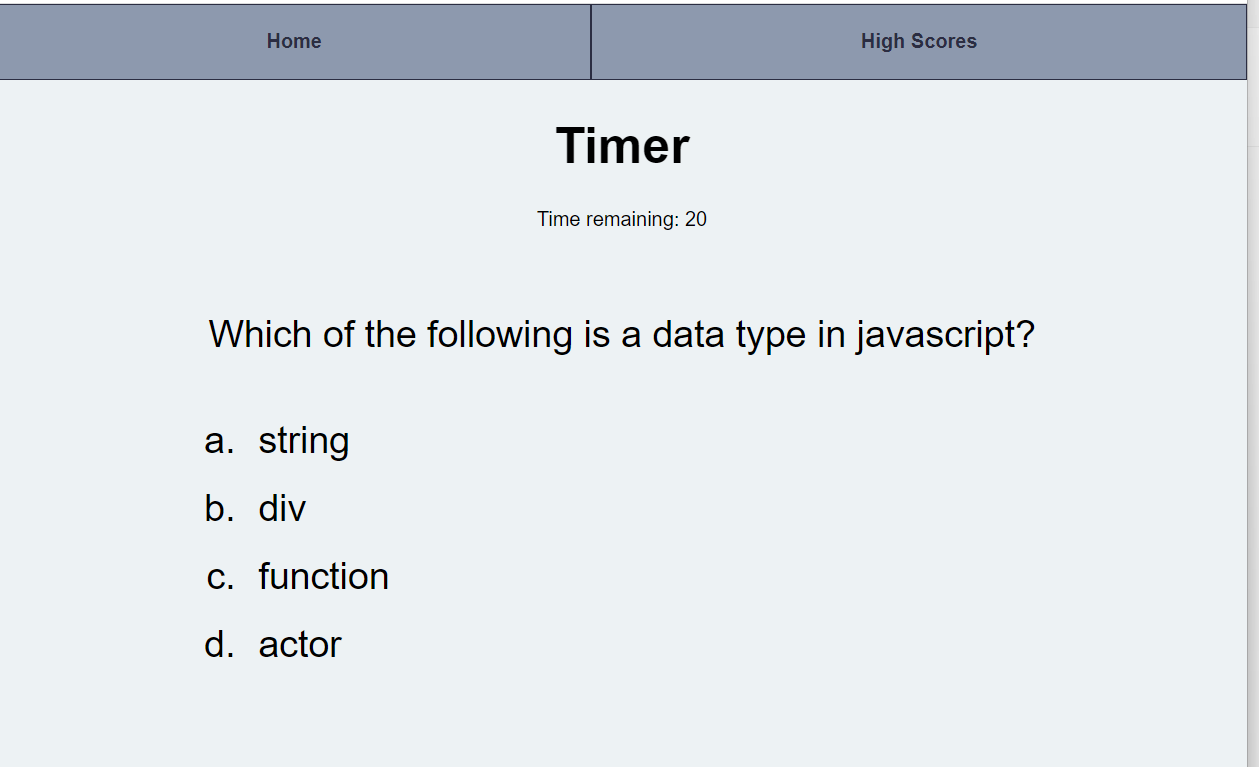 Home
High Scores
Timer
Time remaining: 20
Which of the following is a data type in javascript?
a. string
b. div
c. function
d. actor